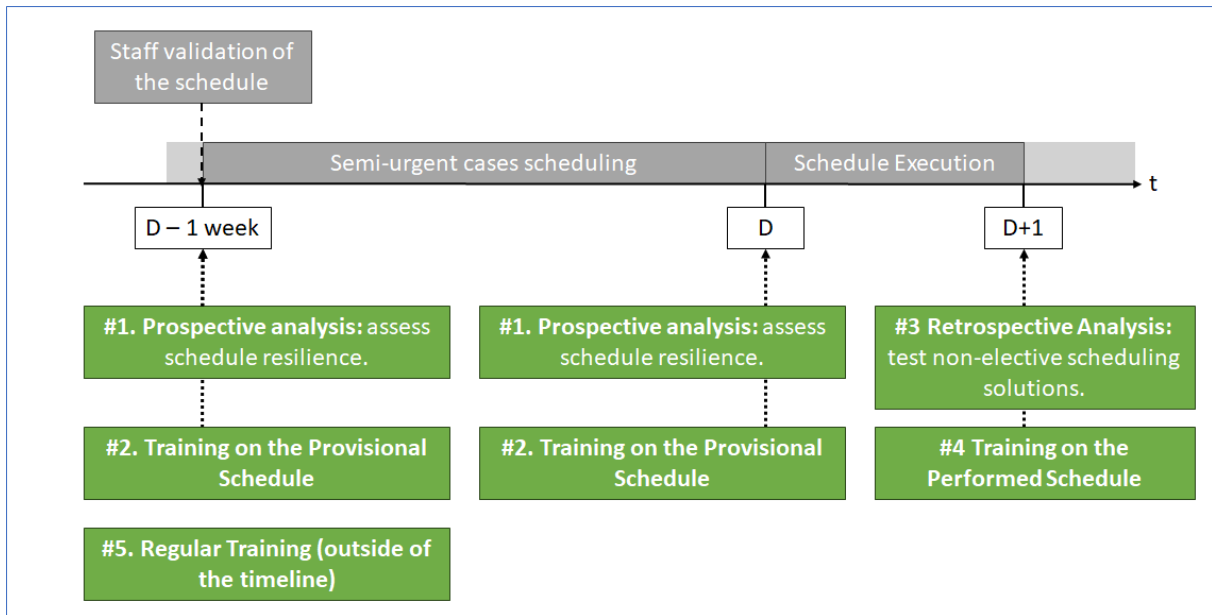 Staff validation of
the schedule
Semi-urgent cases scheduling
Schedule Execution
t
D – 1 week
D
D+1
#1. Prospective analysis: assess
schedule resilience.
#1. Prospective analysis: assess
schedule resilience.
#3 Retrospective Analysis:
test non-elective scheduling
solutions.
#2. Training on the Provisional
Schedule
#2. Training on the Provisional
Schedule
#4 Training on the
Performed Schedule
#5. Regular Training (outside of
the timeline)